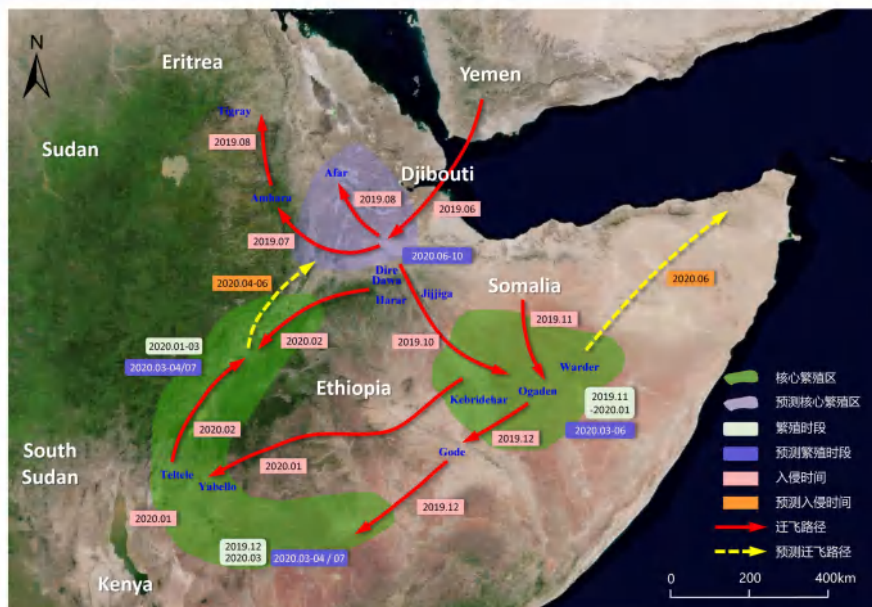 N
Eritrea
Yemen
Tigray
Sudan
2019.08
Afar
Djibouti
Amhara
2019.08
2019.06
2019.07
2020.06-10
Dire
Dawa
Harar
Jijjiga
2020.04-06
Somalia
2020.06
2019.11
2020.01-03
2020.02
2019.10
2020.03-04/07
Warder
Ethiopia
Ogaden
Kebridehar
2019.11
-2020.01
2020.03-06
2019.12
2020.02
Gode
South
Sudan
2020.01
Teltele
Yabello
2020.01
2019.12
2019.12
2020.03
2020.03-04 / 07
Kenya
核心繁殖区
预测核心繁殖区
繁殖时段
预测繁殖时段
入侵时间
预测入侵时间
迁飞路径
预测迁飞路径
0 200 400km